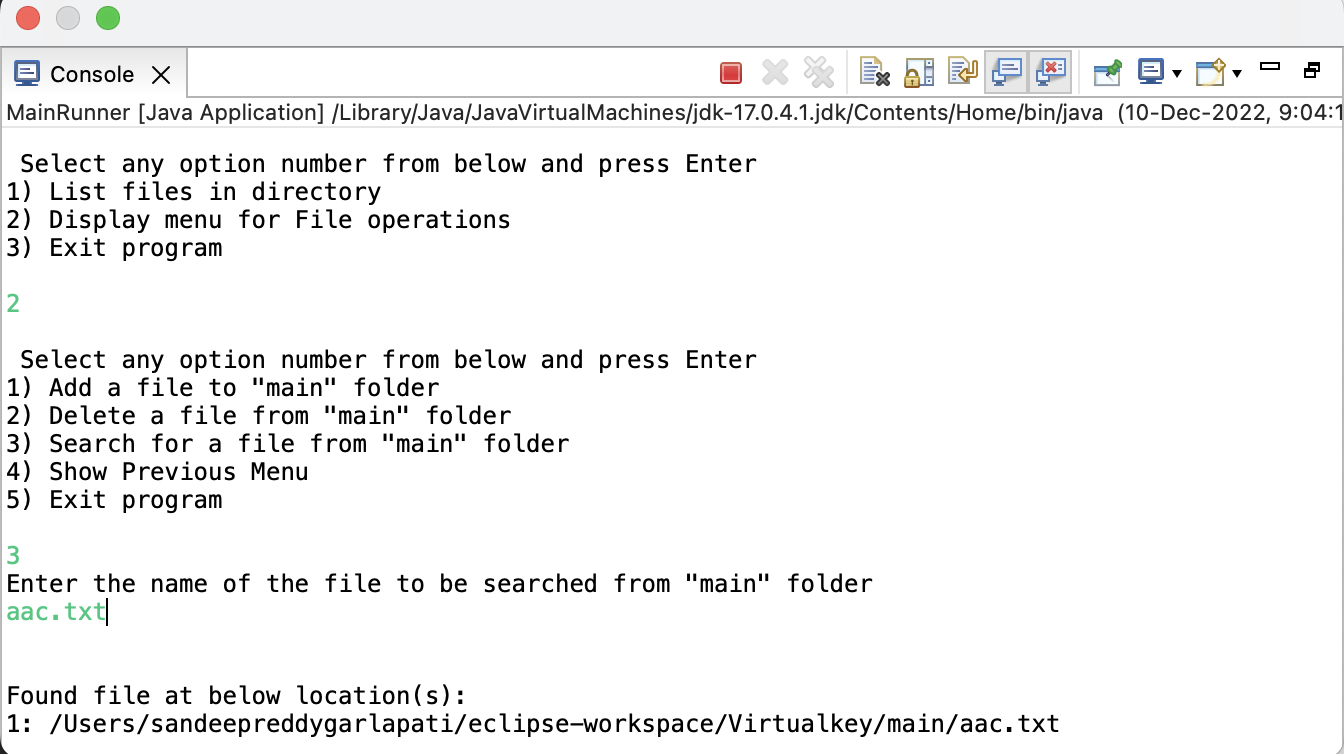 Console
MainRunner [Java Application] /Library/Java/JavaVirtualMachines/jdk-17.0.4.1.jdk/Contents/Home/bin/java (10-Dec-2022, 9:04:1
Select any option number from below and press Enter
1) List files in directory
2) Display menu for File operations
3) Exit program
2
Select any option number from below and press Enter
1) Add a file to "main" folder
2) Delete a file from "main" folder
3) Search for a file from "main" folder
4) Show Previous Menu
5) Exit program
3
Enter the name of the file to be searched from "main" folder
aac.txt
Found file at below location(s):
1: /Users/sandeepreddygarlapati/eclipse-workspace/Virtualkey/main/aac.txt